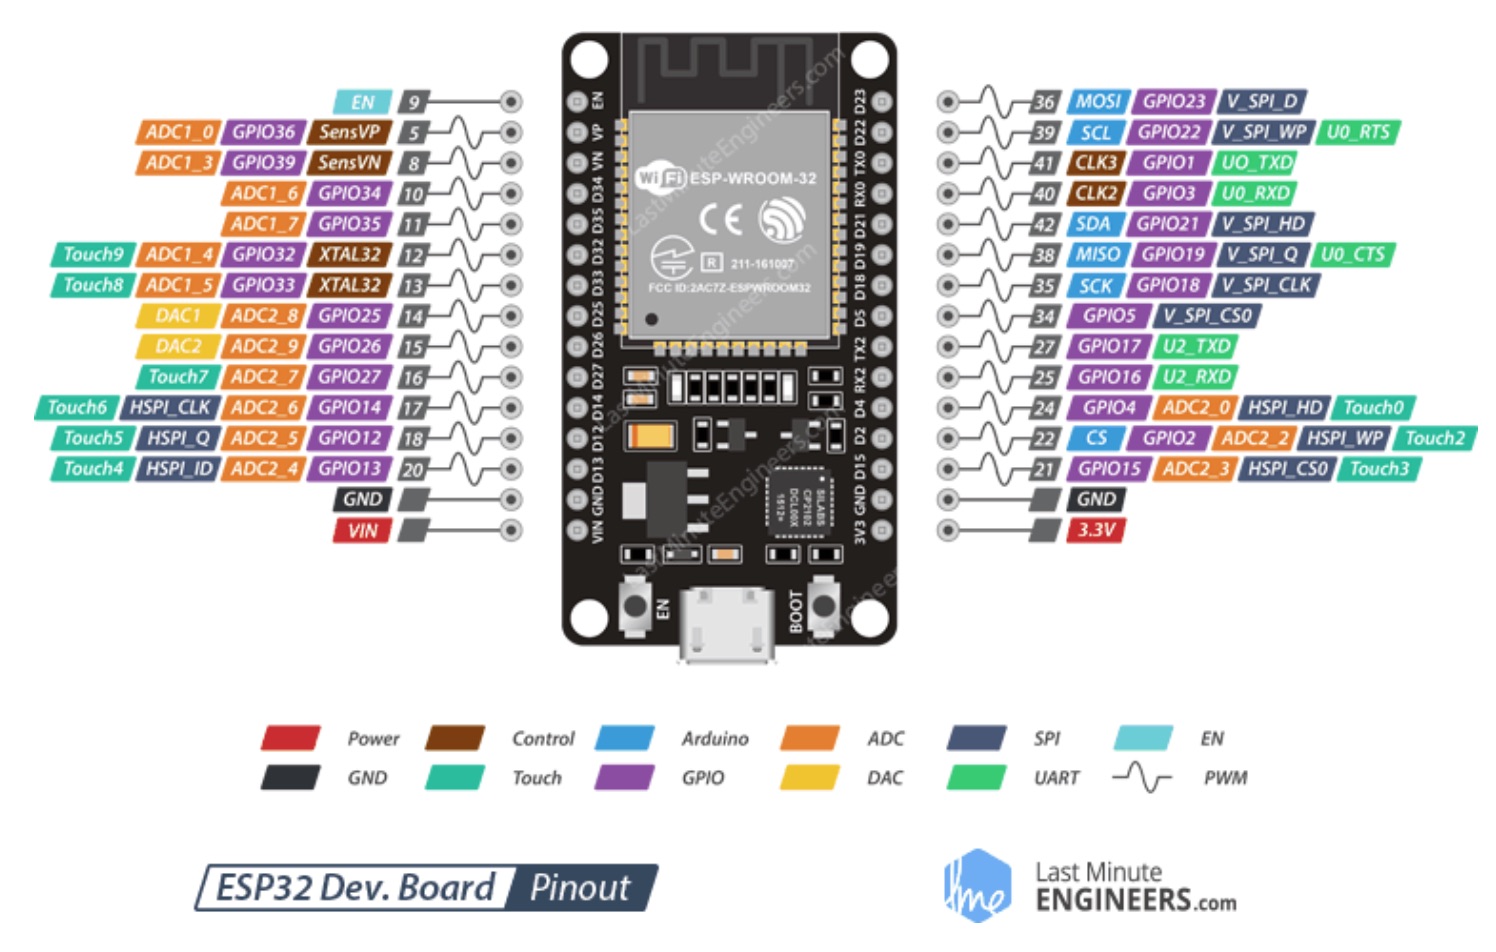 EN 9
ADC1_0 GPIO36 SensVP 5
ADC1_3 GPIO39 SensVN 8
ADC1_6 GPIO34 10
ADC1_7 GPIO35 11
Touch9 ADC1_4 GPIO32 XTAL32 12
Touch8 ADC1_5 GPIO33 XTAL32 13
DAC1 ADC2_8 GPIO25 14
DAC2 ADC2_9 GPIO26 15
Touch7 ADC2_7 GPIO27 16
Touch6 HSPI_CLK ADC2_6 GPIO14 17
Touch5 HSPI_Q ADC2_5 GPIO12 18
Touch4 HSPI_ID ADC2_4 GPIO13 20
GND
VIN
EN
VP
VN
D34
D35
D32
D33
D25
D26
D27
D14
D12
D13
GND
VIN
WiFi ESP-WROOM-32
CE
R 211-161007
FCC ID:2AC7Z-ESPWROOM32
SILABS
CP2102
DCL00X
1512+
EN
BOOT
LastMinuteEngineers.com
LastMinuteEngineers.com
LastMinuteEngineers.com
D23
D22
TX0
RX0
D21
D19
D18
D5
TX2
RX2
D4
D2
D15
GND
3V3
36 MOSI GPIO23 V_SPI_D
39 SCL GPIO22 V_SPI_WP U0_RTS
41 CLK3 GPIO1 UO_TXD
40 CLK2 GPIO3 U0_RXD
42 SDA GPIO21 V_SPI_HD
38 MISO GPIO19 V_SPI_Q U0_CTS
35 SCK GPIO18 V_SPI_CLK
34 GPIO5 V_SPI_CS0
27 GPIO17 U2_TXD
25 GPIO16 U2_RXD
24 GPIO4 ADC2_0 HSPI_HD Touch0
22 CS GPIO2 ADC2_2 HSPI_WP Touch2
21 GPIO15 ADC2_3 HSPI_CS0 Touch3
GND
3.3V
Power Control Arduino ADC SPI EN
GND Touch GPIO DAC UART PWM
ESP32 Dev. Board Pinout
lme
Last Minute
ENGINEERS.com